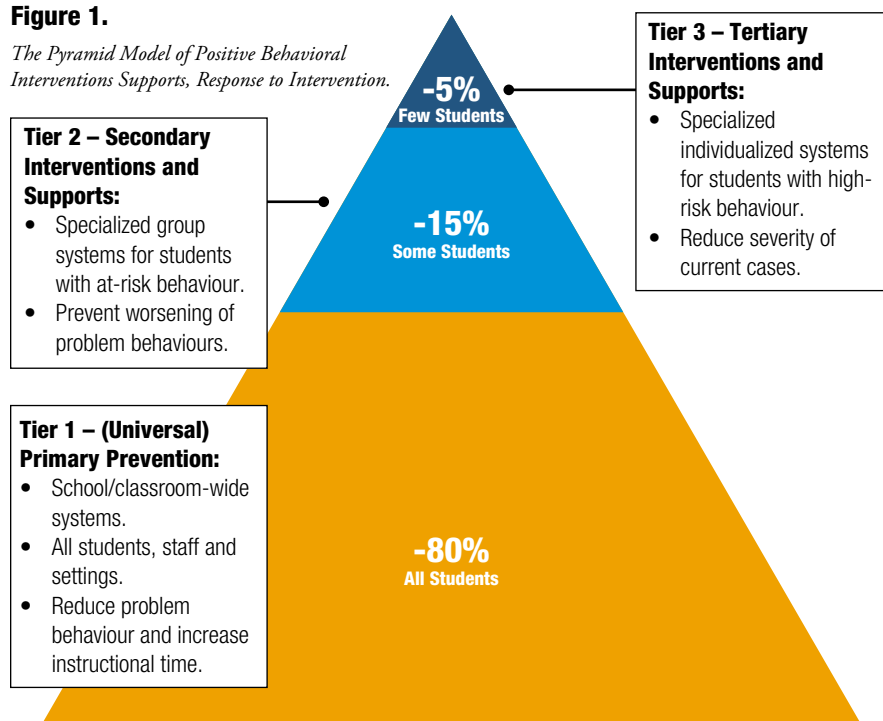 Figure 1.
The Pyramid Model of Positive Behavioral
Interventions Supports, Response to Intervention.
Tier 3 – Tertiary
Interventions and
Supports:
• Specialized
individualized systems
for students with high-
risk behaviour.
• Reduce severity of
current cases.
-5%
Few Students
Tier 2 – Secondary
Interventions and
Supports:
• Specialized group
systems for students
with at-risk behaviour.
• Prevent worsening of
problem behaviours.
-15%
Some Students
Tier 1 – (Universal)
Primary Prevention:
• School/classroom-wide
systems.
• All students, staff and
settings.
• Reduce problem
behaviour and increase
instructional time.
-80%
All Students